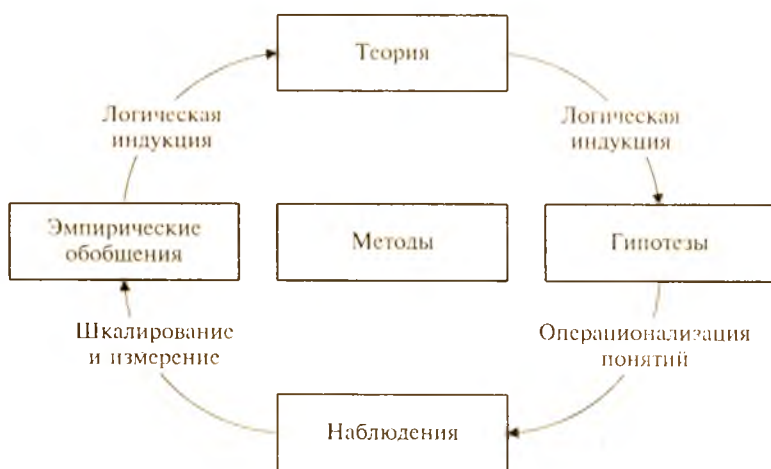 Теория
Логическая
индукция
Логическая
индукция
Эмпирические
обобщения
Методы
Гипотезы
Шкалирование
и измерение
Операционализация
понятий
Наблюдения